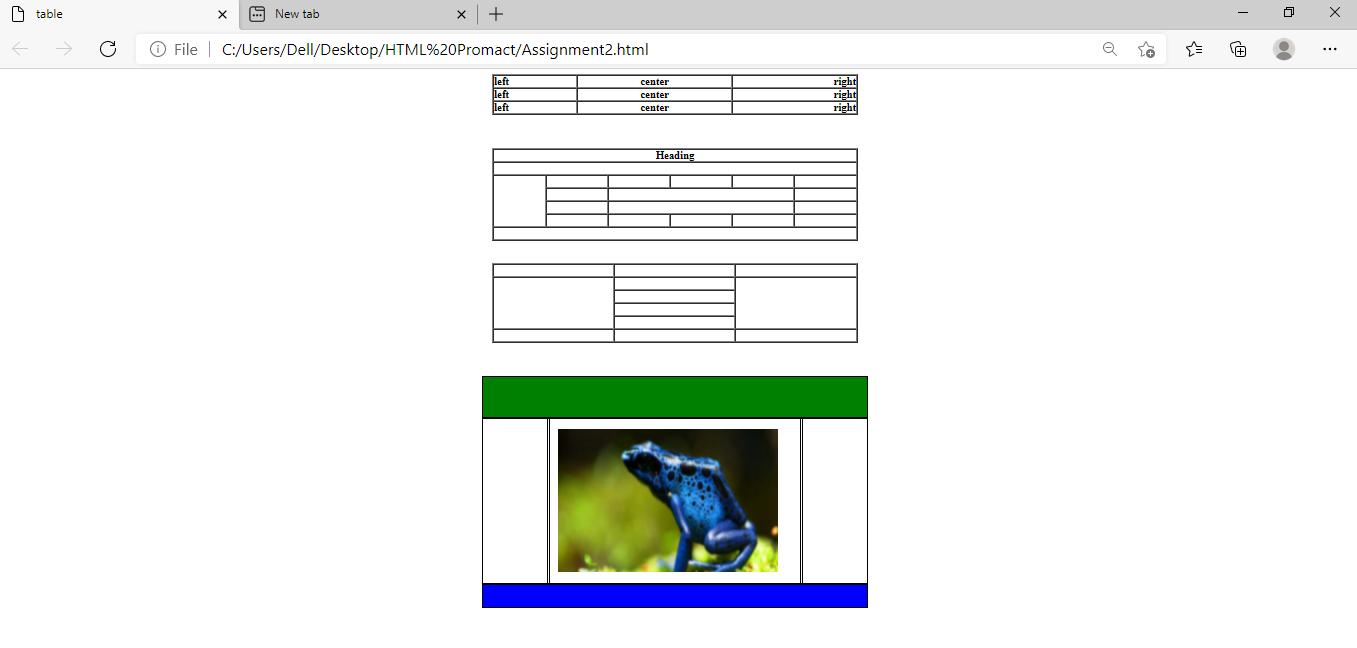 table New tab
File C:/Users/Dell/Desktop/HTML%20Promact/Assignment2.html
left center right
left center right
left center right
Heading